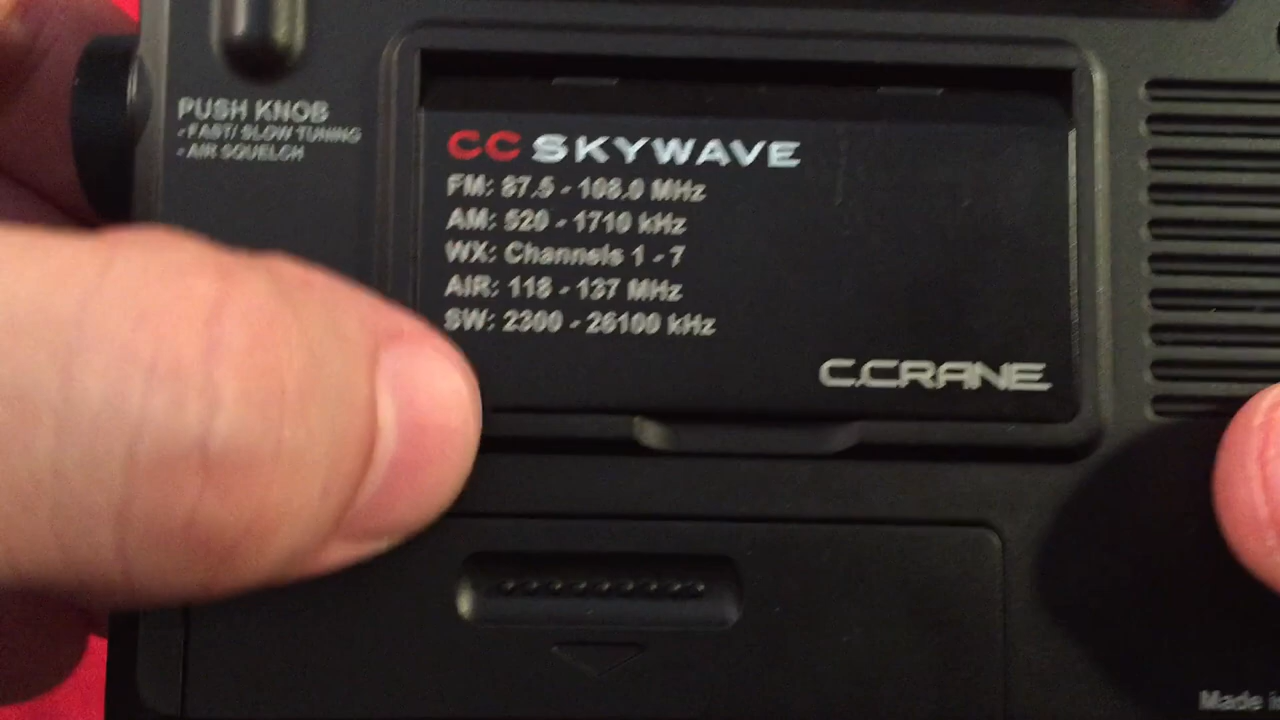 PUSH KNOB
- FAST/ SLOW TUNING
- AIR SQUELCH
CC SKYWAVE
FM: 87.5 - 108.0 MHz
AM: 520 - 1710 kHz
WX: Channels 1 - 7
AIR: 118 - 137 MHz
SW: 2300 - 26100 kHz
C.CRANE
Made